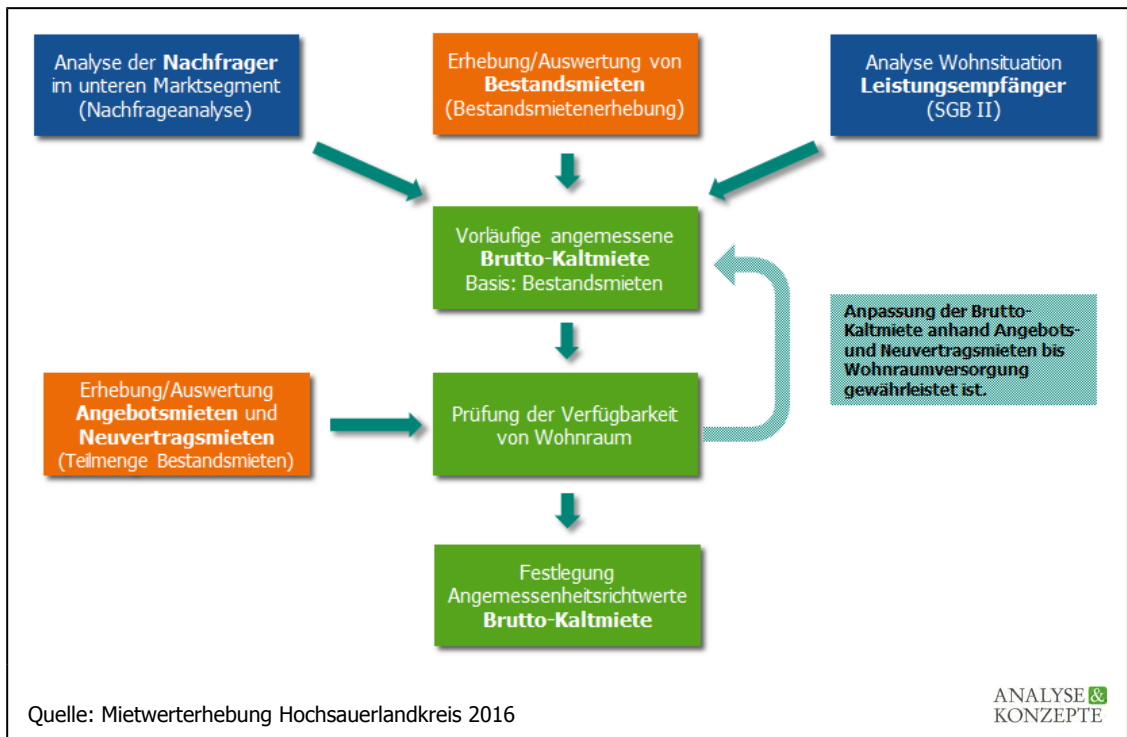 Analyse der Nachfrager
im unteren Marktsegment
(Nachfrageanalyse)
Erhebung/Auswertung von
Bestandsmieten
(Bestandsmietenerhebung)
Analyse Wohnsituation
Leistungsempfänger
(SGB II)
Vorläufige angemessene
Brutto-Kaltmiete
Basis: Bestandsmieten
Anpassung der Brutto-
Kaltmiete anhand Angebots-
und Neuvertragsmieten bis
Wohnraumversorgung
gewährleistet ist.
Erhebung/Auswertung
Angebotsmieten und
Neuvertragsmieten
(Teilmenge Bestandsmieten)
Prüfung der Verfügbarkeit
von Wohnraum
Festlegung
Angemessenheitsrichtwerte
Brutto-Kaltmiete
Quelle: Mietwerterhebung Hochsauerlandkreis 2016
ANALYSE &
KONZEPTE